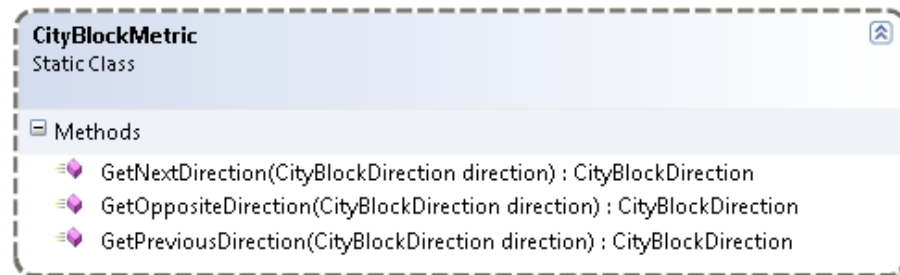 CityBlockMetric
Static Class
Methods
GetNextDirection(CityBlockDirection direction) : CityBlockDirection
GetOppositeDirection(CityBlockDirection direction) : CityBlockDirection
GetPreviousDirection(CityBlockDirection direction) : CityBlockDirection